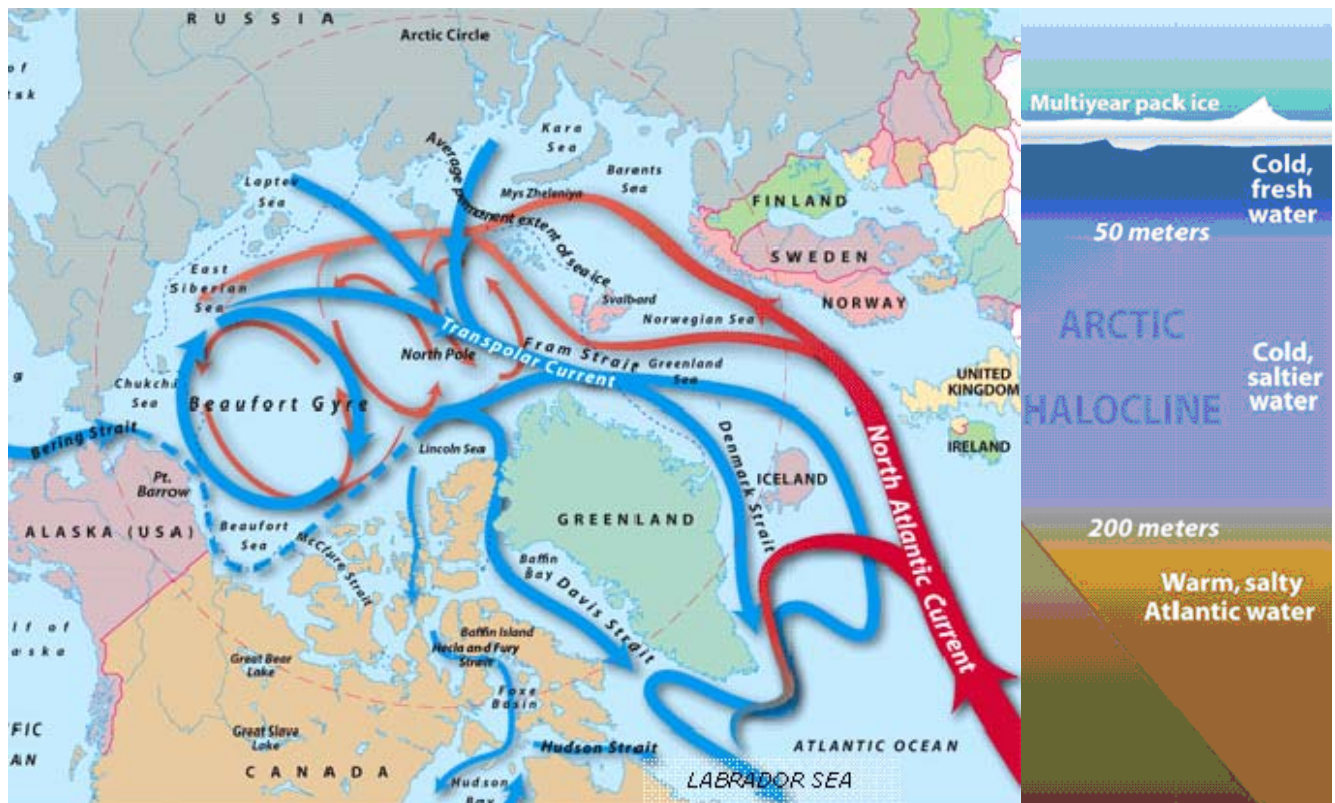 RUSSIA
Arctic Circle
Kara
Sea
Average permanent extent of sea ice
Barents
Sea
Laptev
Sea
Mys Zheleniya
FINLAND
SWEDEN
NORWAY
East
Siberian
Sea
Svalbard
Norwegian Sea
Transpolar Current
North Pole
Fram Strait
Greenland
Sea
Chukchi
Sea
Beaufort Gyre
UNITED
KINGDOM
IRELAND
Bering Strait
Lincoln Sea
Denmark Strait
North Atlantic Current
Pt.
Barrow
ICELAND
ALASKA (USA)
Beaufort
Sea
McClure Strait
GREENLAND
Baffin
Bay
Davis Strait
Baffin Island
Hecla and Fury
Strait
Great Bear
Lake
Foxe
Basin
Great Slave
Lake
Hudson Strait
ATLANTIC OCEAN
CANADA
Hudson
Bay
LABRADOR SEA
Multiyear pack ice
Cold,
fresh
water
50 meters
ARCTIC
HALOCLINE
Cold,
saltier
water
200 meters
Warm, salty
Atlantic water